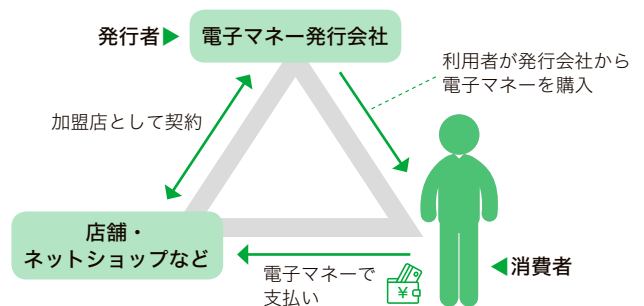 発行者▶
電子マネー発行会社
利用者が発行会社から
電子マネーを購入
加盟店として契約
店舗・
ネットショップなど
電子マネーで
支払い
¥
◀消費者